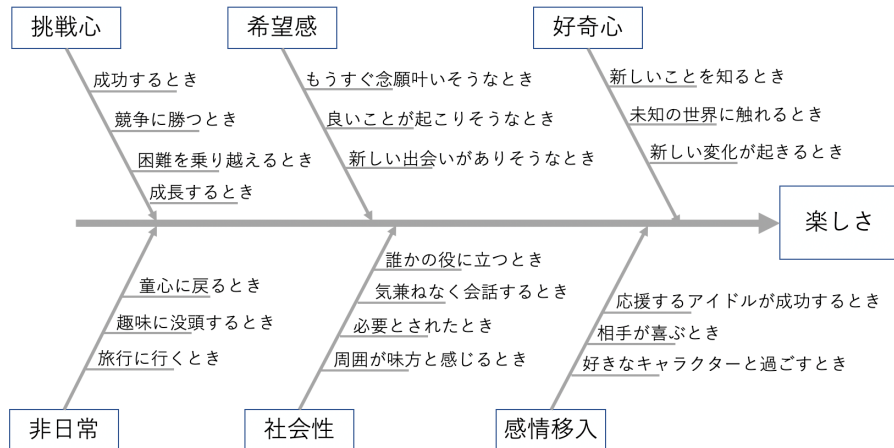 挑戦心
希望感
好奇心
成功するとき
競争に勝つとき
困難を乗り越えるとき
成長するとき
もうすぐ念願叶いそうなとき
良いことが起こりそうなとき
新しい出会いがありそうなとき
新しいことを知るとき
未知の世界に触れるとき
新しい変化が起きるとき
楽しさ
童心に戻るとき
趣味に没頭するとき
旅行に行くとき
誰かの役に立つとき
気兼ねなく会話するとき
必要とされたとき
周囲が味方と感じるとき
応援するアイドルが成功するとき
相手が喜ぶとき
好きなキャラクターと過ごすとき
非日常
社会性
感情移入